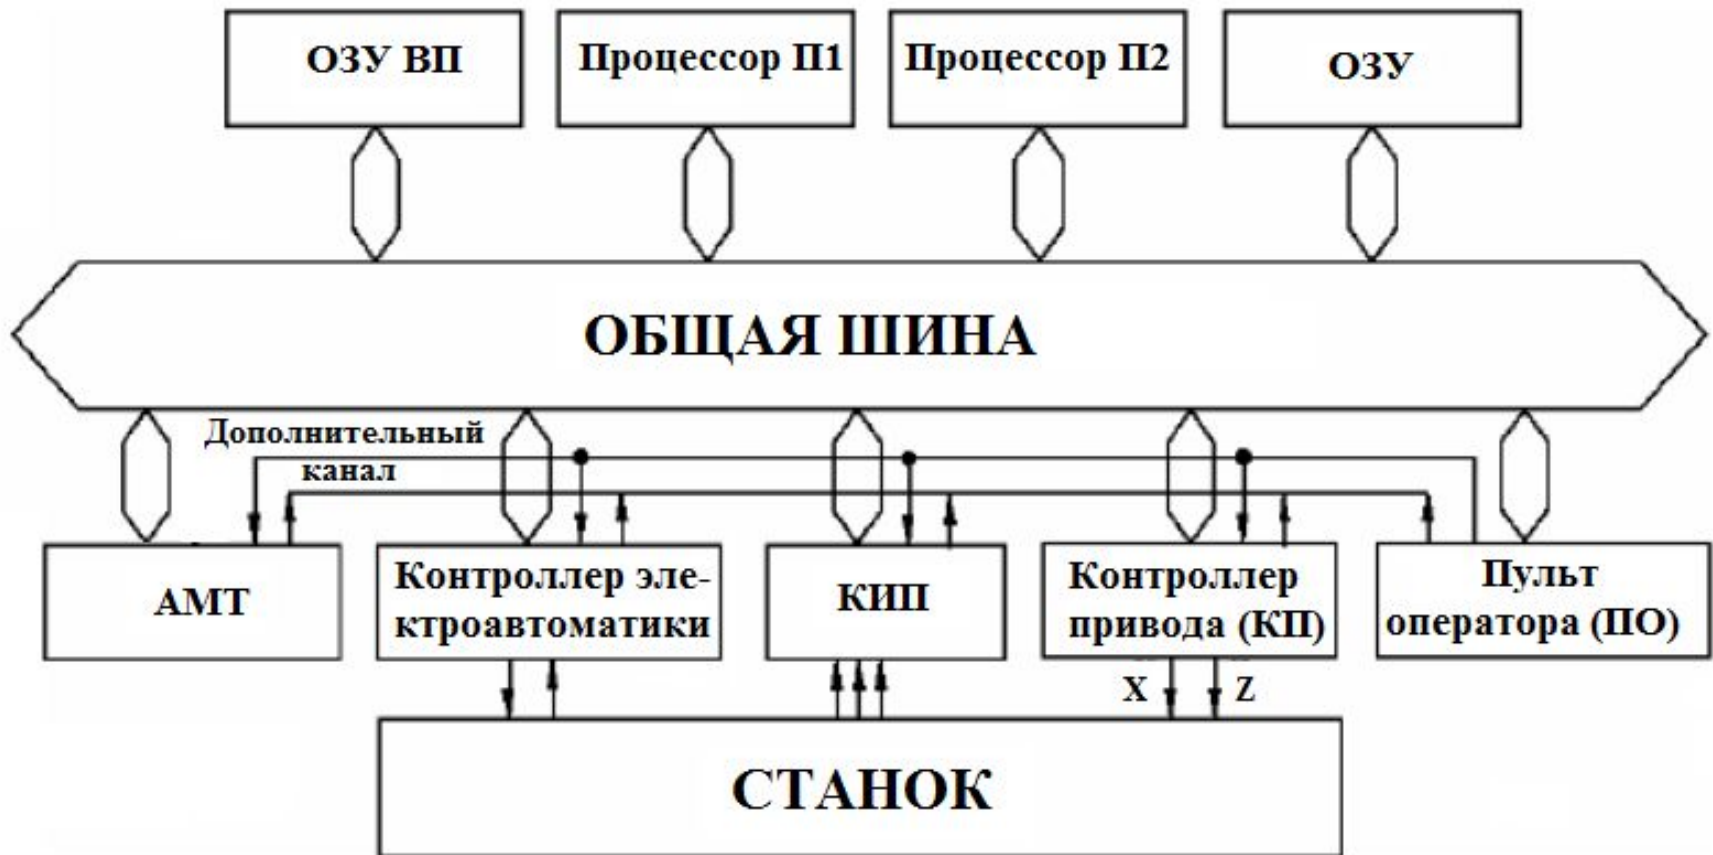 ОЗУ ВП
Процессор П1
Процессор П2
ОЗУ
ОБЩАЯ ШИНА
Дополнительный
канал
АМТ
Контроллер эле-
ктроавтоматики
КИП
Контроллер
привода (КП)
Пульт
оператора (ПО)
X
Z
СТАНОК